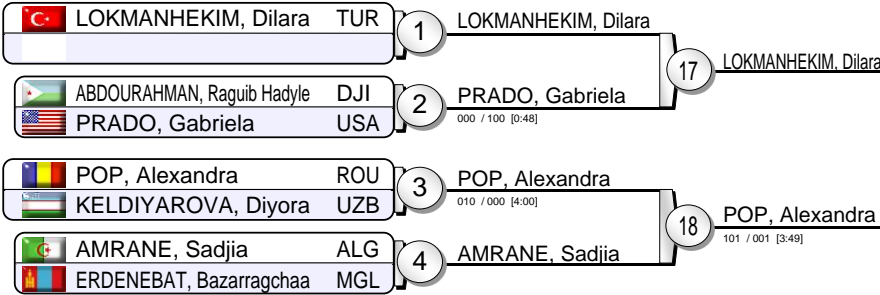 LOKMANHEKIM, Dilara TUR
1
LOKMANHEKIM, Dilara
17
LOKMANHEKIM, Dilara
ABDOURAHMAN, Raguib Hadyle DJI
PRADO, Gabriela USA
2
PRADO, Gabriela
000 / 100 [0:48]
POP, Alexandra ROU
KELDIYAROVA, Diyora UZB
3
POP, Alexandra
010 / 000 [4:00]
18
POP, Alexandra
101 / 001 [3:49]
AMRANE, Sadjia ALG
ERDENEBAT, Bazarragchaa MGL
4
AMRANE, Sadjia